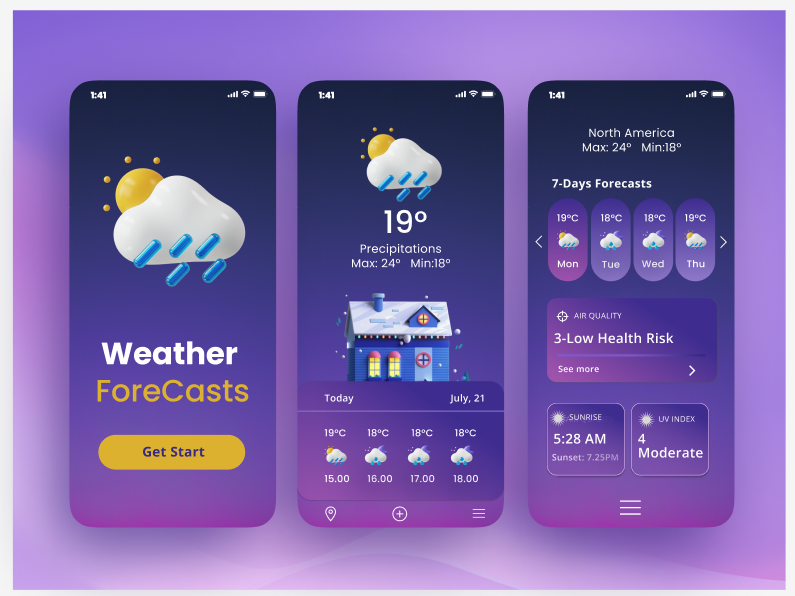 1:41
Weather
ForeCasts
Get Start
1:41
19°
Precipitations
Max: 24° Min:18°
Today July, 21
19°C 18°C 18°C 18°C
15.00 16.00 17.00 18.00
1:41
North America
Max: 24° Min:18°
7-Days Forecasts
19°C 18°C 18°C 19°C
Mon Tue Wed Thu
AIR QUALITY
3-Low Health Risk
See more
SUNRISE
5:28 AM
Sunset: 7.25PM
UV INDEX
4
Moderate